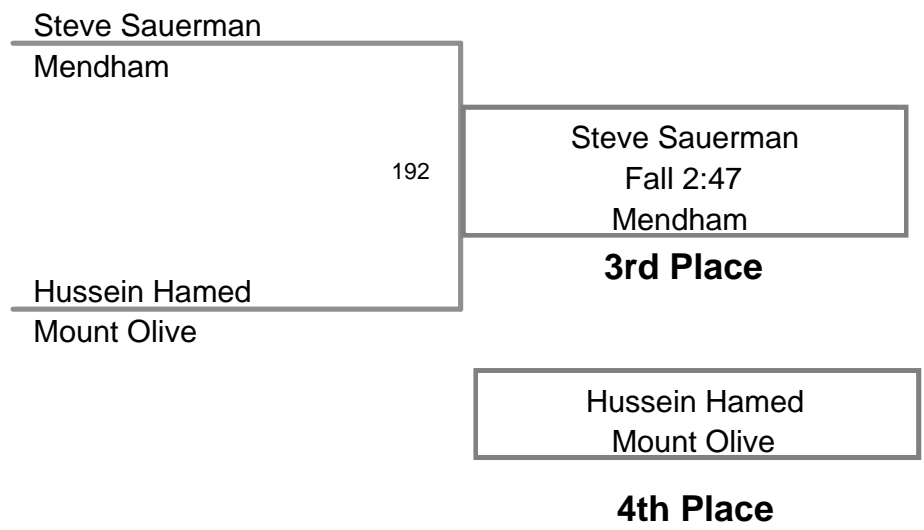 Steve Sauerman
Mendham
192
Steve Sauerman
Fall 2:47
Mendham
3rd Place
Hussein Hamed
Mount Olive
Hussein Hamed
Mount Olive
4th Place